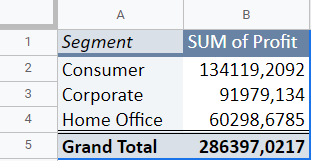 A B
1 Segment SUM of Profit
2 Consumer 134119,2092
3 Corporate 91979,134
4 Home Office 60298,6785
5 Grand Total 286397,0217